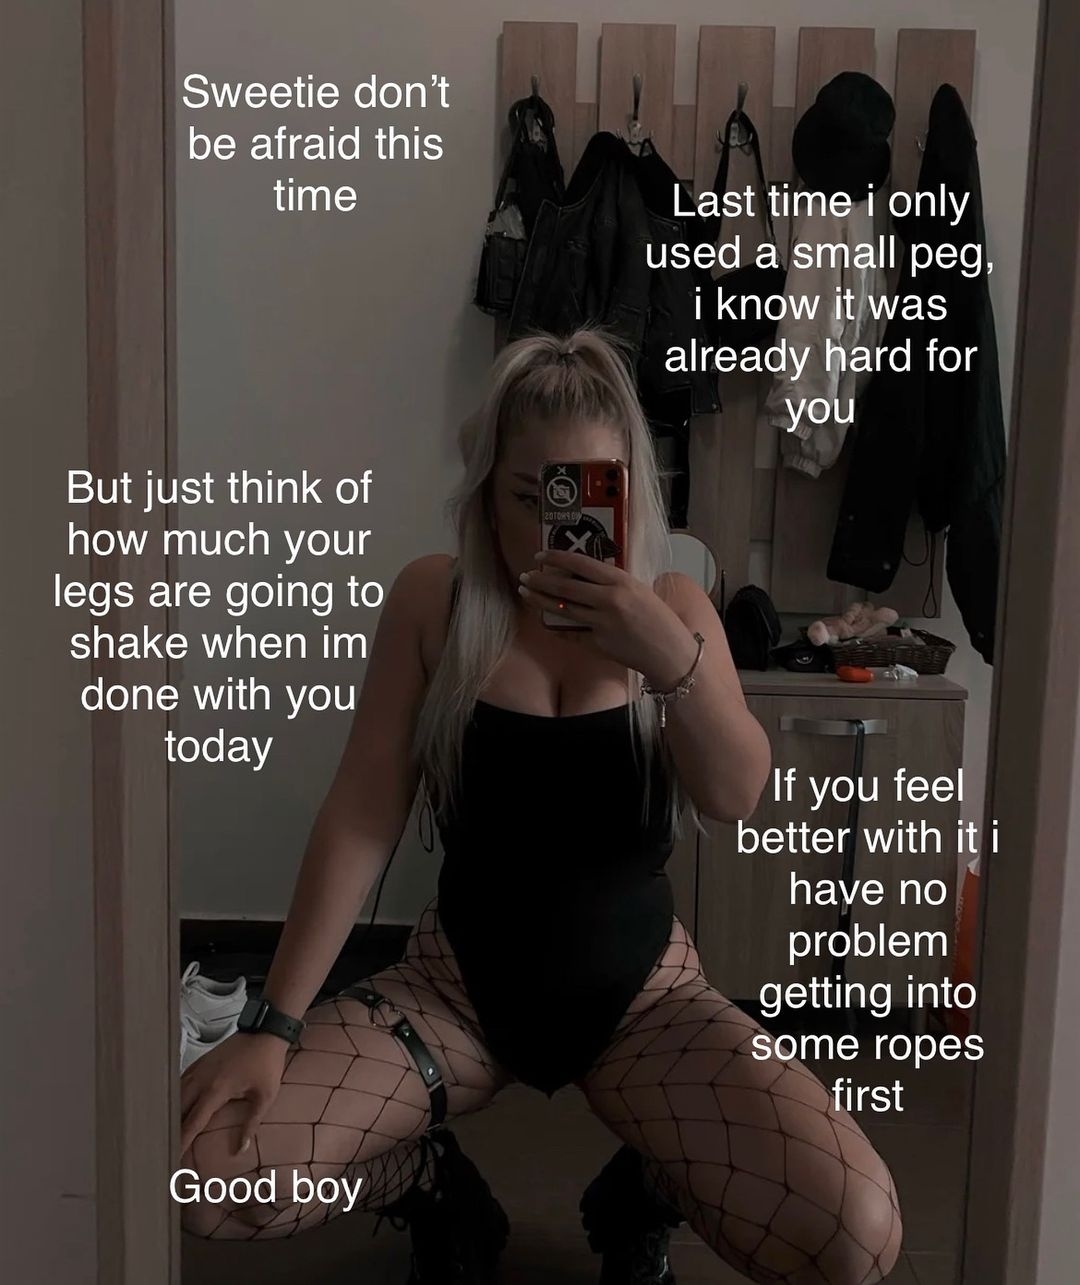 Sweetie don't
be afraid this
time
Last time i only
used a small peg,
i know it was
already hard for
you
But just think of
how much your
legs are going to
shake when im
done with you
today
If you feel
better with it i
have no
problem
getting into
some ropes
first
Good boy
NO PHOTOS